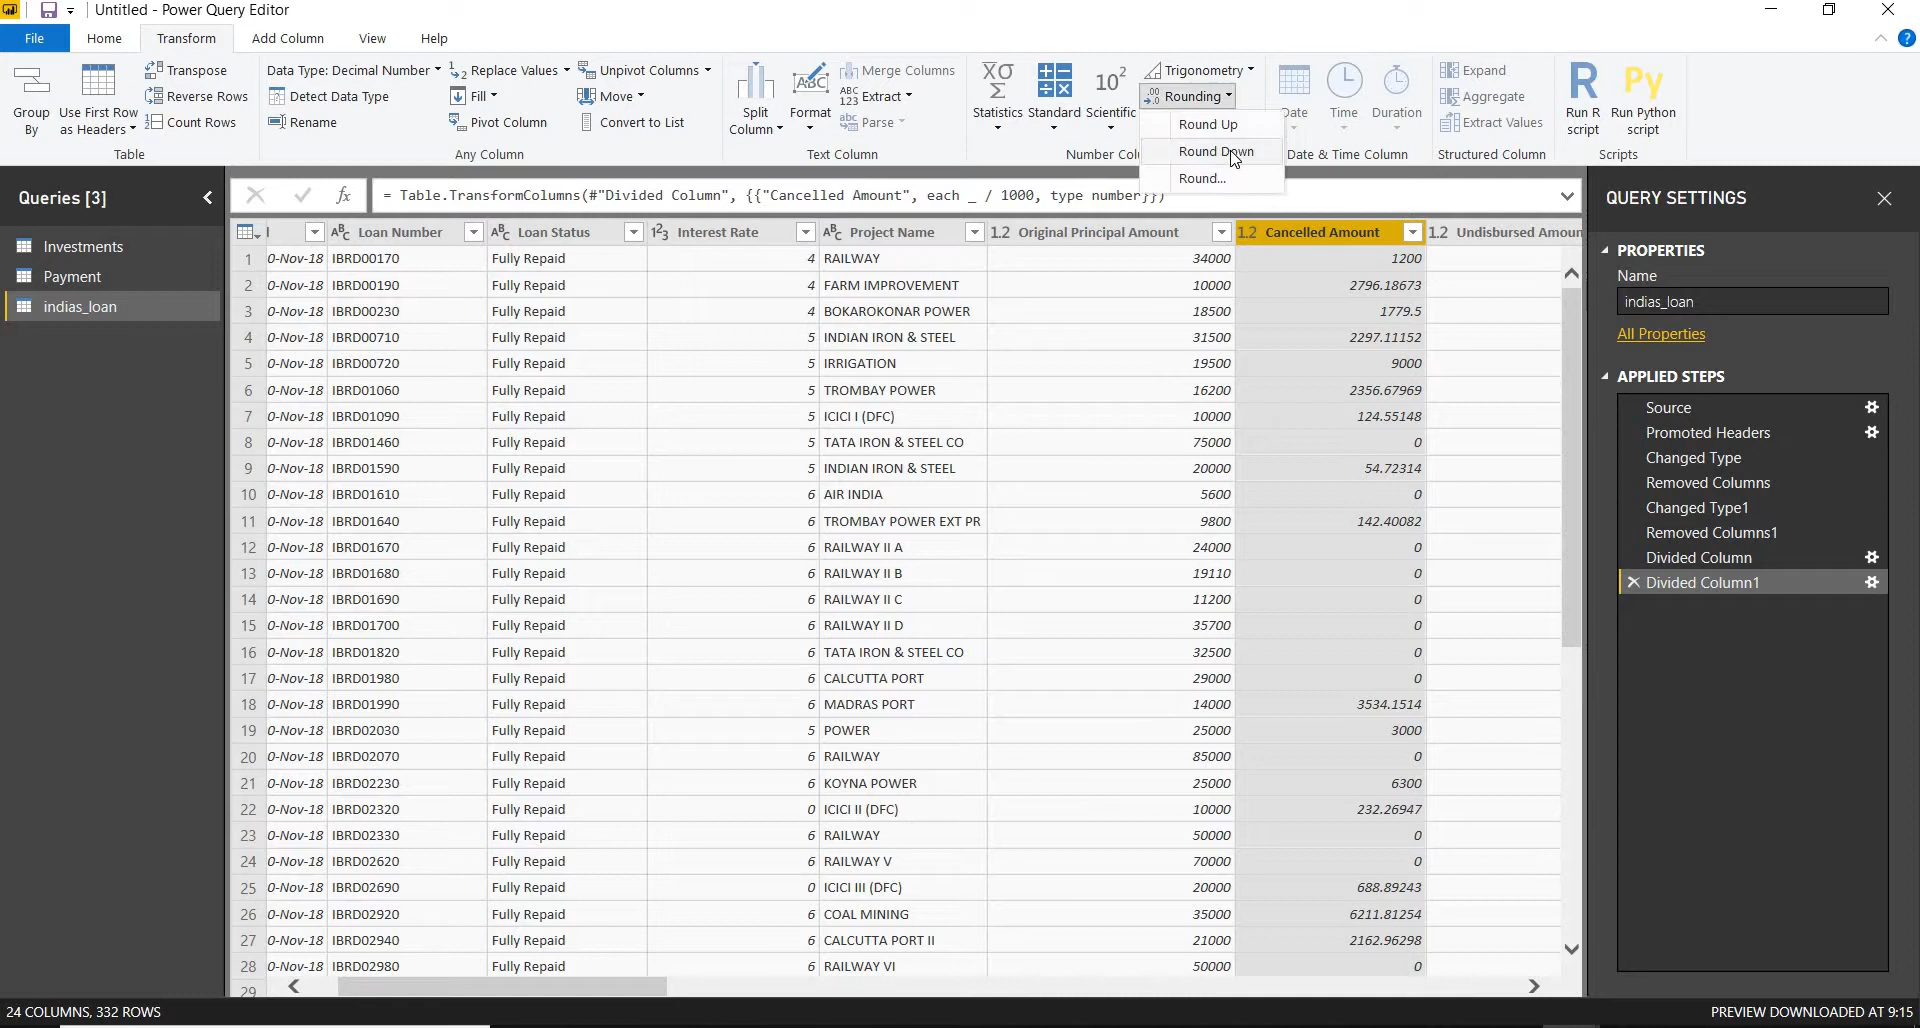 Untitled - Power Query Editor
File Home Transform Add Column View Help
Group By
Use First Row as Headers
Transpose
Reverse Rows
Count Rows
Table
Data Type: Decimal Number
Detect Data Type
Rename
Replace Values
Fill
Pivot Column
Unpivot Columns
Move
Convert to List
Any Column
Split Column
Format
Merge Columns
Extract
Parse
Text Column
Statistics
Standard
Scientific
Trigonometry
Rounding
Round Up
Round Down
Round...
Number Colu
Date
Time
Duration
Date & Time Column
Expand
Aggregate
Extract Values
Structured Column
Run R script
Run Python script
Scripts
Queries [3]
Investments
Payment
indias_loan
= Table.TransformColumns(#"Divided Column", {{"Cancelled Amount", each _ / 1000, type number}})
Loan Number Loan Status Interest Rate Project Name Original Principal Amount Cancelled Amount Undisbursed Amoun
1 0-Nov-18 IBRD00170 Fully Repaid 4 RAILWAY 34000 1200
2 0-Nov-18 IBRD00190 Fully Repaid 4 FARM IMPROVEMENT 10000 2796.18673
3 0-Nov-18 IBRD00230 Fully Repaid 4 BOKAROKONAR POWER 18500 1779.5
4 0-Nov-18 IBRD00710 Fully Repaid 5 INDIAN IRON & STEEL 31500 2297.11152
5 0-Nov-18 IBRD00720 Fully Repaid 5 IRRIGATION 19500 9000
6 0-Nov-18 IBRD01060 Fully Repaid 5 TROMBAY POWER 16200 2356.67969
7 0-Nov-18 IBRD01090 Fully Repaid 5 ICICI I (DFC) 10000 124.55148
8 0-Nov-18 IBRD01460 Fully Repaid 5 TATA IRON & STEEL CO 75000 0
9 0-Nov-18 IBRD01590 Fully Repaid 5 INDIAN IRON & STEEL 20000 54.72314
10 0-Nov-18 IBRD01610 Fully Repaid 6 AIR INDIA 5600 0
11 0-Nov-18 IBRD01640 Fully Repaid 6 TROMBAY POWER EXT PR 9800 142.40082
12 0-Nov-18 IBRD01670 Fully Repaid 6 RAILWAY II A 24000 0
13 0-Nov-18 IBRD01680 Fully Repaid 6 RAILWAY II B 19110 0
14 0-Nov-18 IBRD01690 Fully Repaid 6 RAILWAY II C 11200 0
15 0-Nov-18 IBRD01700 Fully Repaid 6 RAILWAY II D 35700 0
16 0-Nov-18 IBRD01820 Fully Repaid 6 TATA IRON & STEEL CO 32500 0
17 0-Nov-18 IBRD01980 Fully Repaid 6 CALCUTTA PORT 29000 0
18 0-Nov-18 IBRD01990 Fully Repaid 6 MADRAS PORT 14000 3534.1514
19 0-Nov-18 IBRD02030 Fully Repaid 5 POWER 25000 3000
20 0-Nov-18 IBRD02070 Fully Repaid 6 RAILWAY 85000 0
21 0-Nov-18 IBRD02230 Fully Repaid 6 KOYNA POWER 25000 6300
22 0-Nov-18 IBRD02320 Fully Repaid 0 ICICI II (DFC) 10000 232.26947
23 0-Nov-18 IBRD02330 Fully Repaid 6 RAILWAY 50000 0
24 0-Nov-18 IBRD02620 Fully Repaid 6 RAILWAY V 70000 0
25 0-Nov-18 IBRD02690 Fully Repaid 0 ICICI III (DFC) 20000 688.89243
26 0-Nov-18 IBRD02920 Fully Repaid 6 COAL MINING 35000 6211.81254
27 0-Nov-18 IBRD02940 Fully Repaid 6 CALCUTTA PORT II 21000 2162.96298
28 0-Nov-18 IBRD02980 Fully Repaid 6 RAILWAY VI 50000 0
29
QUERY SETTINGS
PROPERTIES
Name
indias_loan
All Properties
APPLIED STEPS
Source
Promoted Headers
Changed Type
Removed Columns
Changed Type1
Removed Columns1
Divided Column
Divided Column1
24 COLUMNS, 332 ROWS
PREVIEW DOWNLOADED AT 9:15